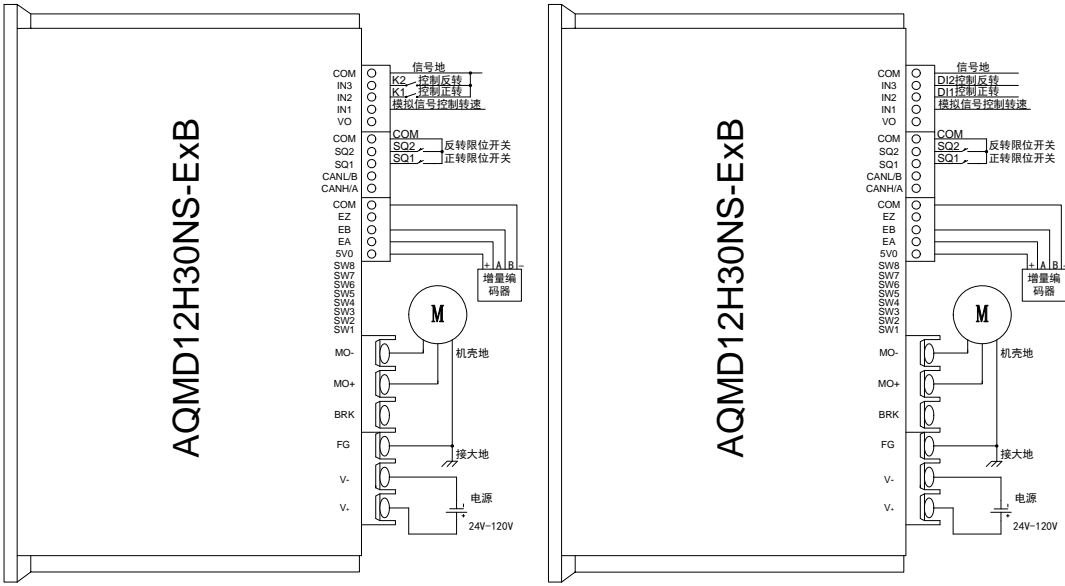 AQMD12H30NS-ExB
COM 信号地
IN3 K2 控制反转
IN2 K1 控制正转
IN1 模拟信号控制转速
VO
COM COM
SQ2 SQ2 反转限位开关
SQ1 SQ1 正转限位开关
CANL/B
CANH/A
COM
EZ
EB
EA
5V0
+ A B -
增量编
码器
SW8
SW7
SW6
SW5
SW4
SW3
SW2
SW1
M
MO- 机壳地
MO+
BRK
FG 接大地
V-
V+
电源
- +
24V-120V
AQMD12H30NS-ExB
COM 信号地
IN3 DI2控制反转
IN2 DI1控制正转
IN1 模拟信号控制转速
VO
COM COM
SQ2 SQ2 反转限位开关
SQ1 SQ1 正转限位开关
CANL/B
CANH/A
COM
EZ
EB
EA
5V0
+ A B -
增量编
码器
SW8
SW7
SW6
SW5
SW4
SW3
SW2
SW1
M
MO- 机壳地
MO+
BRK
FG 接大地
V-
V+
电源
- +
24V-120V